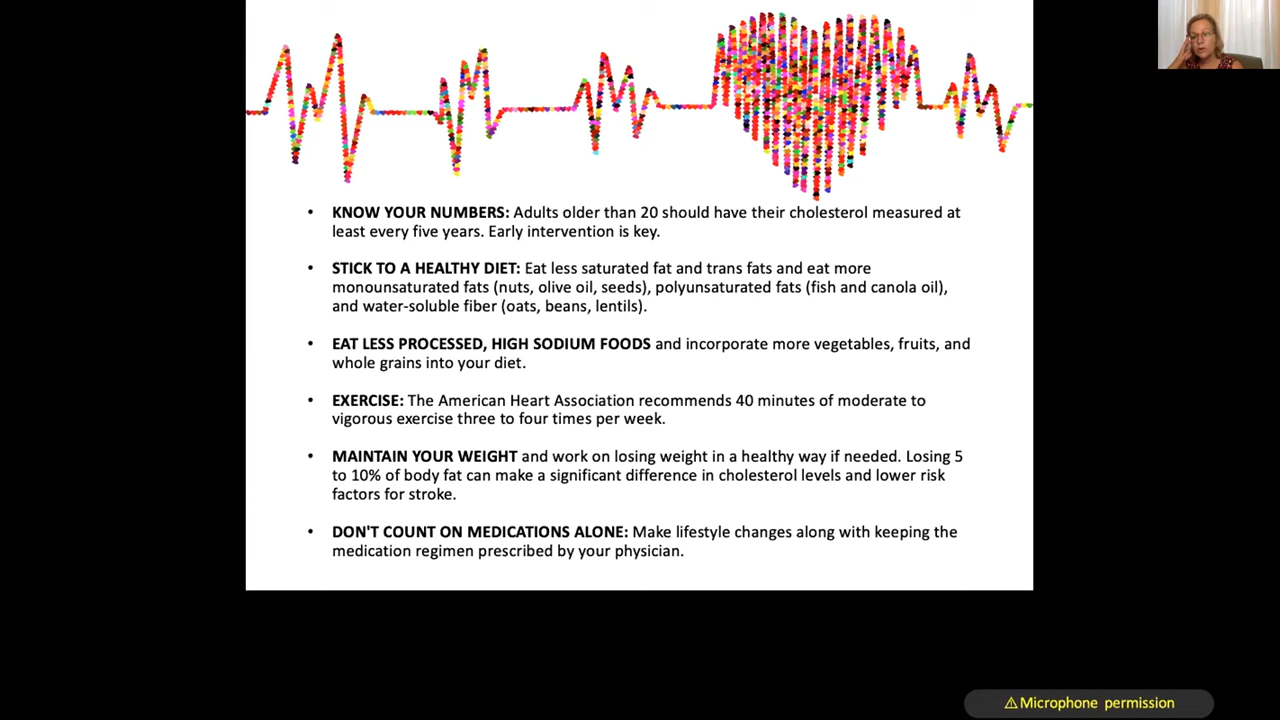 • KNOW YOUR NUMBERS: Adults older than 20 should have their cholesterol measured at
least every five years. Early intervention is key.
• STICK TO A HEALTHY DIET: Eat less saturated fat and trans fats and eat more
monounsaturated fats (nuts, olive oil, seeds), polyunsaturated fats (fish and canola oil),
and water-soluble fiber (oats, beans, lentils).
• EAT LESS PROCESSED, HIGH SODIUM FOODS and incorporate more vegetables, fruits, and
whole grains into your diet.
• EXERCISE: The American Heart Association recommends 40 minutes of moderate to
vigorous exercise three to four times per week.
• MAINTAIN YOUR WEIGHT and work on losing weight in a healthy way if needed. Losing 5
to 10% of body fat can make a significant difference in cholesterol levels and lower risk
factors for stroke.
• DON'T COUNT ON MEDICATIONS ALONE: Make lifestyle changes along with keeping the
medication regimen prescribed by your physician.
⚠Microphone permission